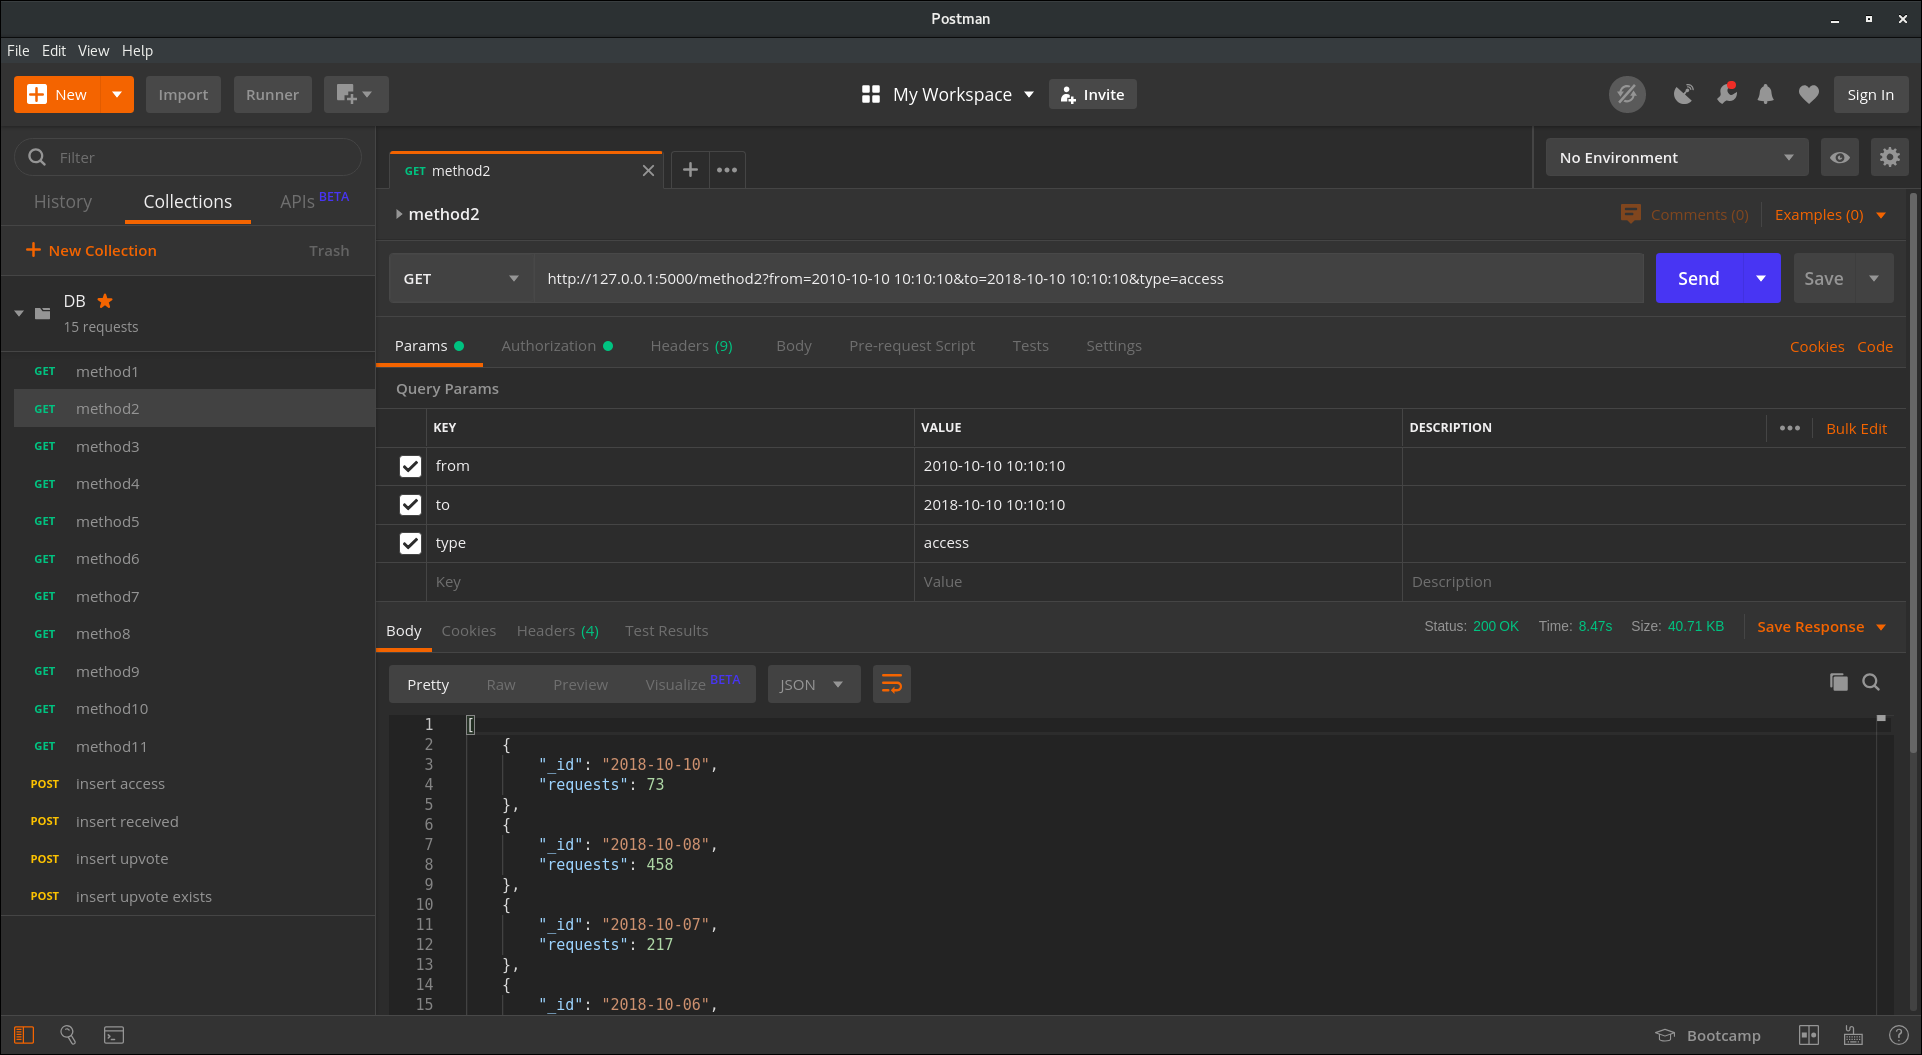 Postman
File Edit View Help
New Import Runner My Workspace Invite Sign In
Filter
History Collections APIs BETA
New Collection Trash
DB
15 requests
GET method1
GET method2
GET method3
GET method4
GET method5
GET method6
GET method7
GET metho8
GET method9
GET method10
GET method11
POST insert access
POST insert received
POST insert upvote
POST insert upvote exists
GET method2
No Environment
method2 Comments (0) Examples (0)
GET http://127.0.0.1:5000/method2?from=2010-10-10 10:10:10&to=2018-10-10 10:10:10&type=access Send Save
Params Authorization Headers (9) Body Pre-request Script Tests Settings Cookies Code
Query Params
KEY VALUE DESCRIPTION Bulk Edit
from 2010-10-10 10:10:10
to 2018-10-10 10:10:10
type access
Key Value Description
Body Cookies Headers (4) Test Results Status: 200 OK Time: 8.47s Size: 40.71 KB Save Response
Pretty Raw Preview Visualize BETA JSON
1 [
2 {
3 "_id": "2018-10-10",
4 "requests": 73
5 },
6 {
7 "_id": "2018-10-08",
8 "requests": 458
9 },
10 {
11 "_id": "2018-10-07",
12 "requests": 217
13 },
14 {
15 "_id": "2018-10-06",
Bootcamp